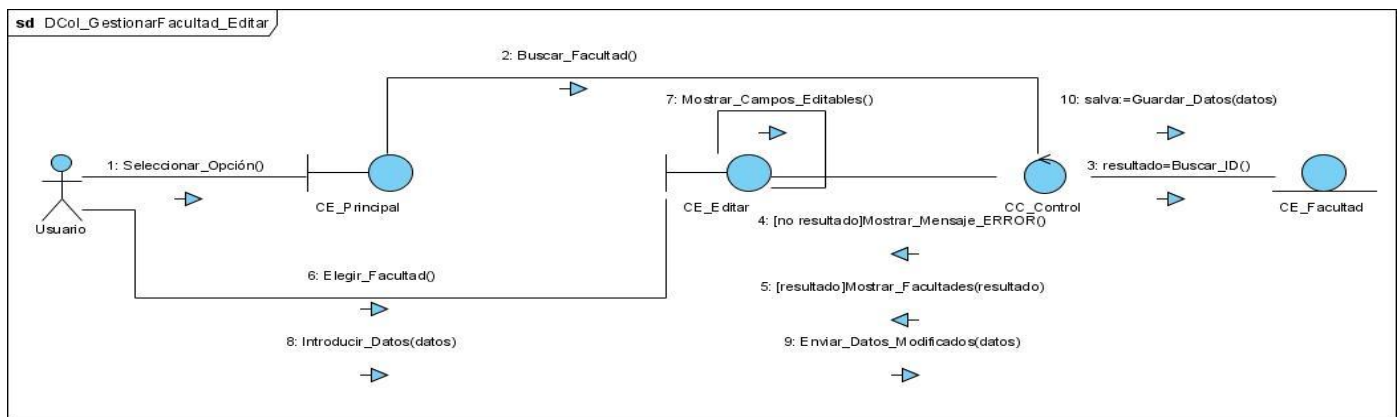 sd DCol_GestionarFacultad_Editar
2: Buscar_Facultad()
7: Mostrar_Campos_Editables()
10: salva:=Guardar_Datos(datos)
1: Seleccionar_Opción()
3: resultado=Buscar_ID()
Usuario
CE_Principal
CE_Editar
CC_Control
CE_Facultad
4: [no resultado]Mostrar_Mensaje_ERROR()
6: Elegir_Facultad()
5: [resultado]Mostrar_Facultades(resultado)
8: Introducir_Datos(datos)
9: Enviar_Datos_Modificados(datos)